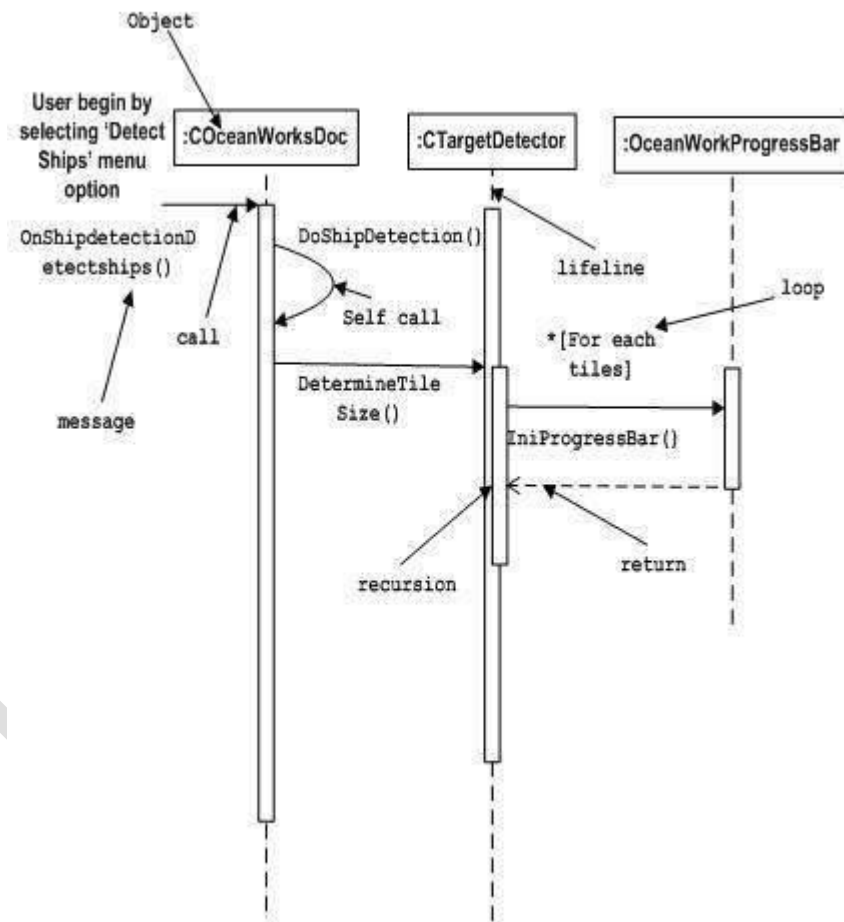 Object
User begin by
selecting ‘Detect
Ships’ menu
option
:COceanWorksDoc
:CTargetDetector
:OceanWorkProgressBar
OnShipdetectionD
etectships()
DoShipDetection()
lifeline
loop
call
Self call
*[For each
tiles]
message
DetermineTile
Size()
IniProgressBar()
recursion
return